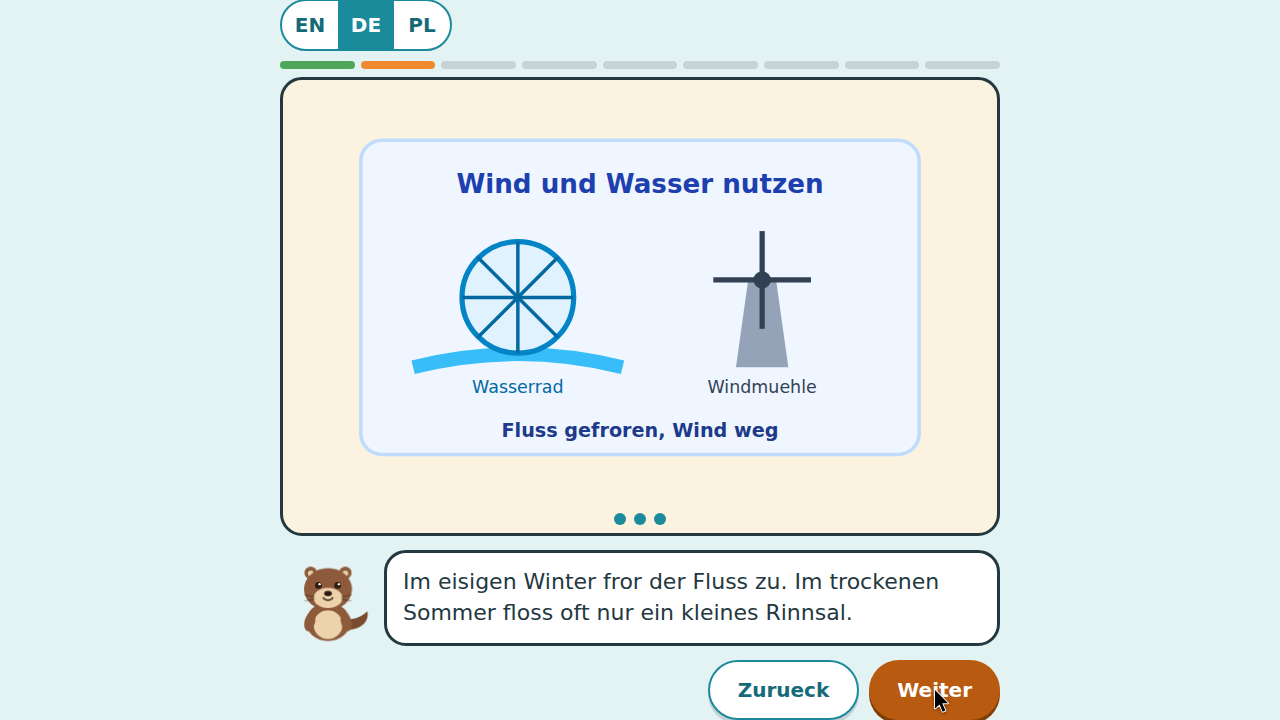 EN DE PL
Wind und Wasser nutzen
Wasserrad
Windmuehle
Fluss gefroren, Wind weg
Im eisigen Winter fror der Fluss zu. Im trockenen
Sommer floss oft nur ein kleines Rinnsal.
Zurueck
Weiter